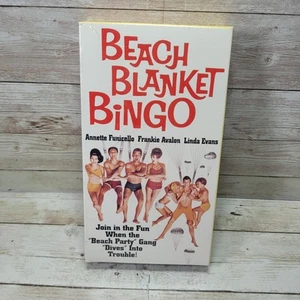 BEACH
BLANKET
BiNGO
Annette Funicello Frankie Avalon Linda Evans
Join in the Fun
When the
"Beach Party" Gang
"Dives" Into
Trouble!